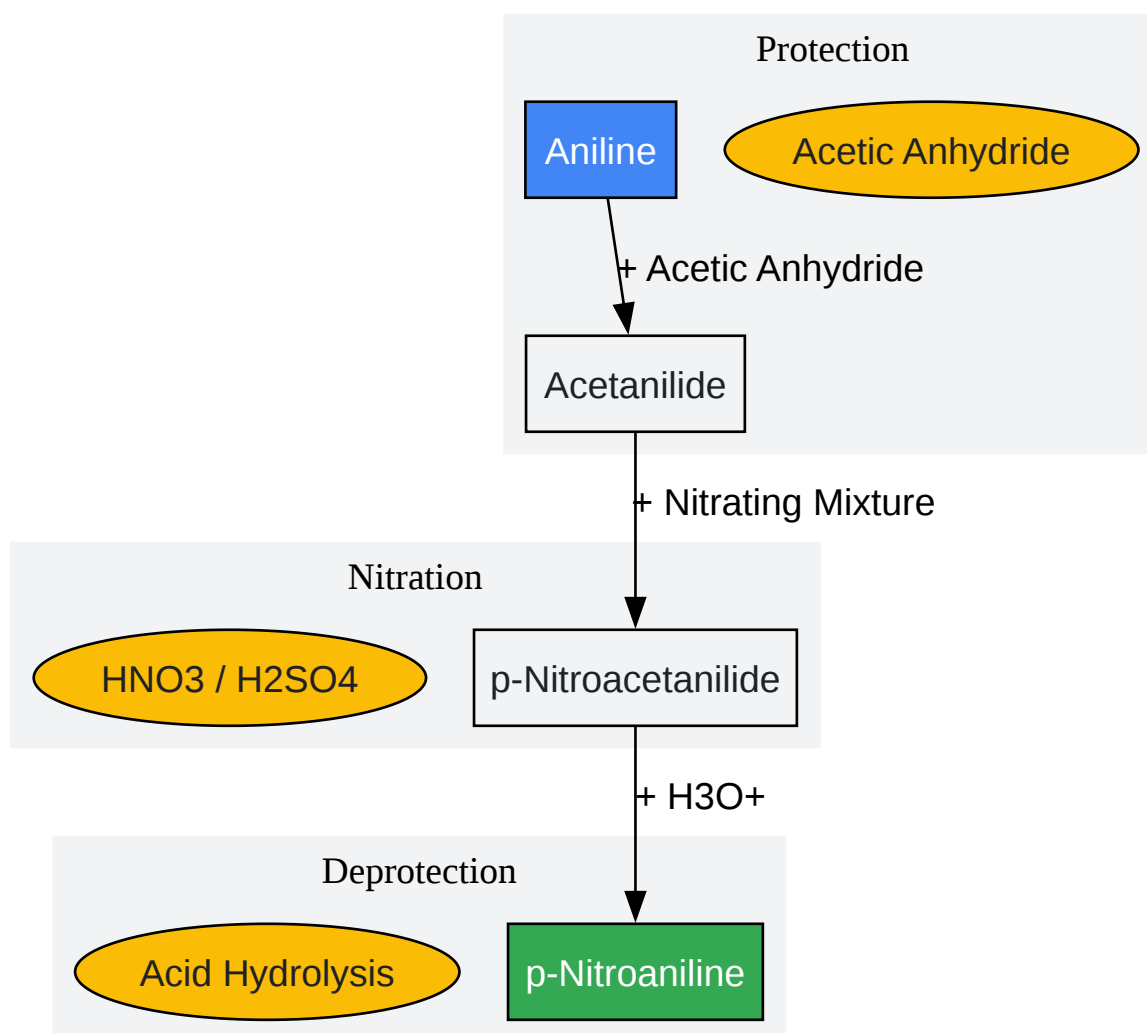 Protection
Aniline
Acetic Anhydride
+ Acetic Anhydride
Acetanilide
+ Nitrating Mixture
Nitration
HNO3 / H2SO4
p-Nitroacetanilide
+ H3O+
Deprotection
Acid Hydrolysis
p-Nitroaniline